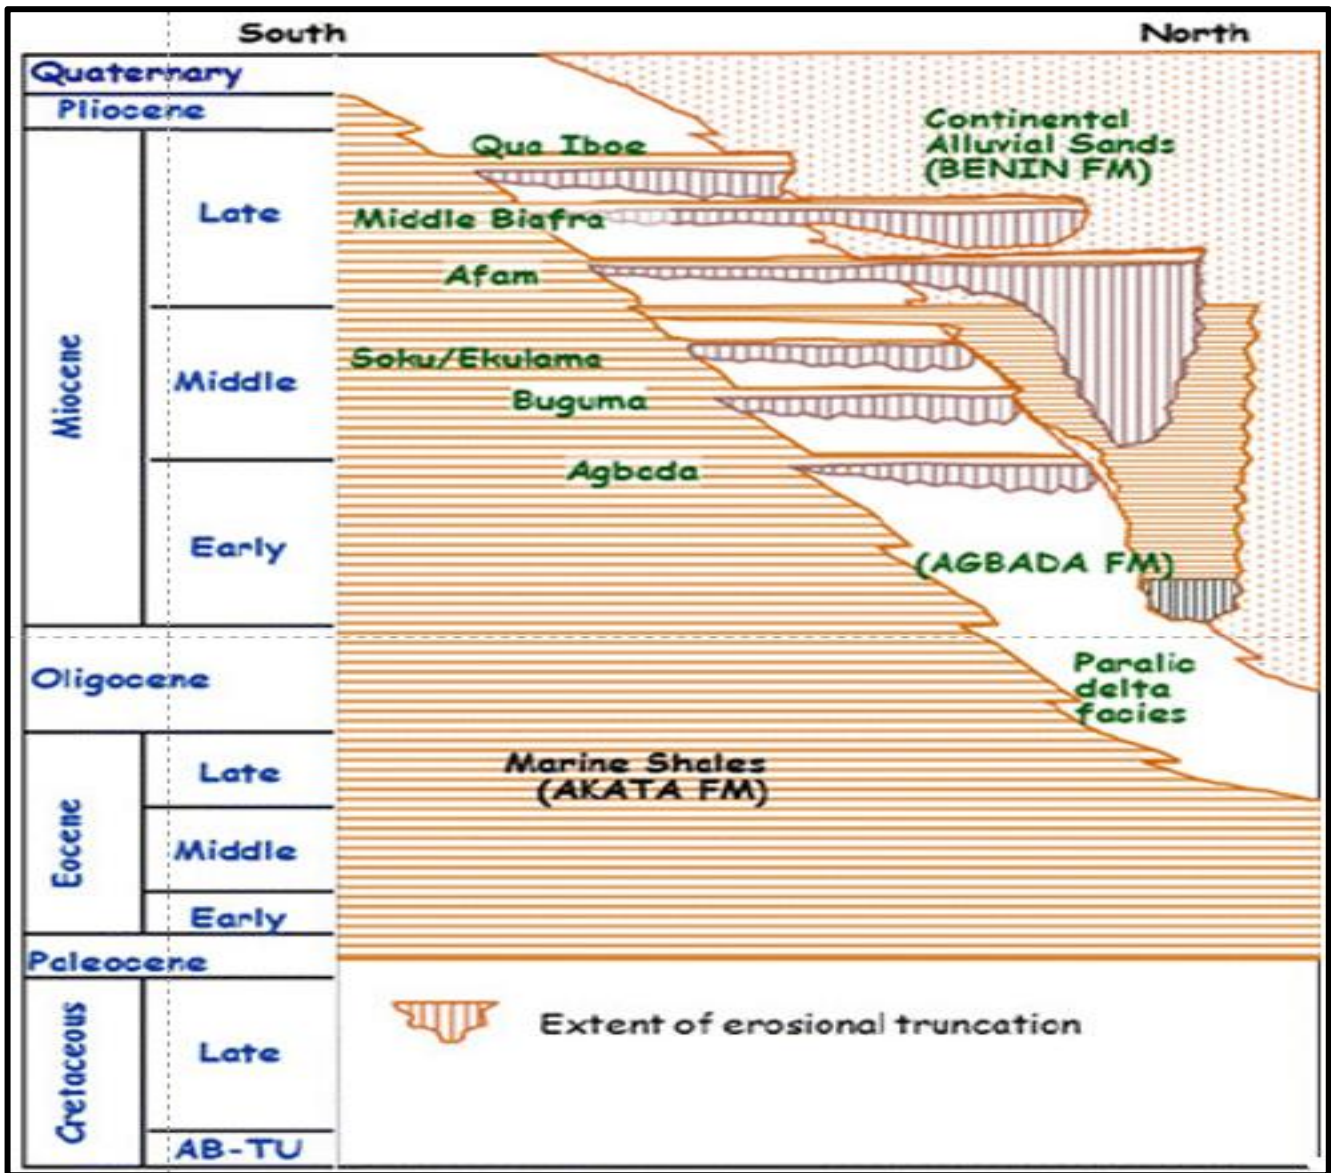 South
North
Quaternary
Pliocene
Miocene
Late
Middle
Early
Oligocene
Eocene
Late
Middle
Early
Paleocene
Cretaceous
Late
AB-TU
Qua Iboe
Middle Biafra
Afam
Soku/Ekulama
Buguma
Agbada
Continental
Alluvial Sands
(BENIN FM)
(AGBADA FM)
Paralic
delta
facies
Marine Shales
(AKATA FM)
Extent of erosional truncation